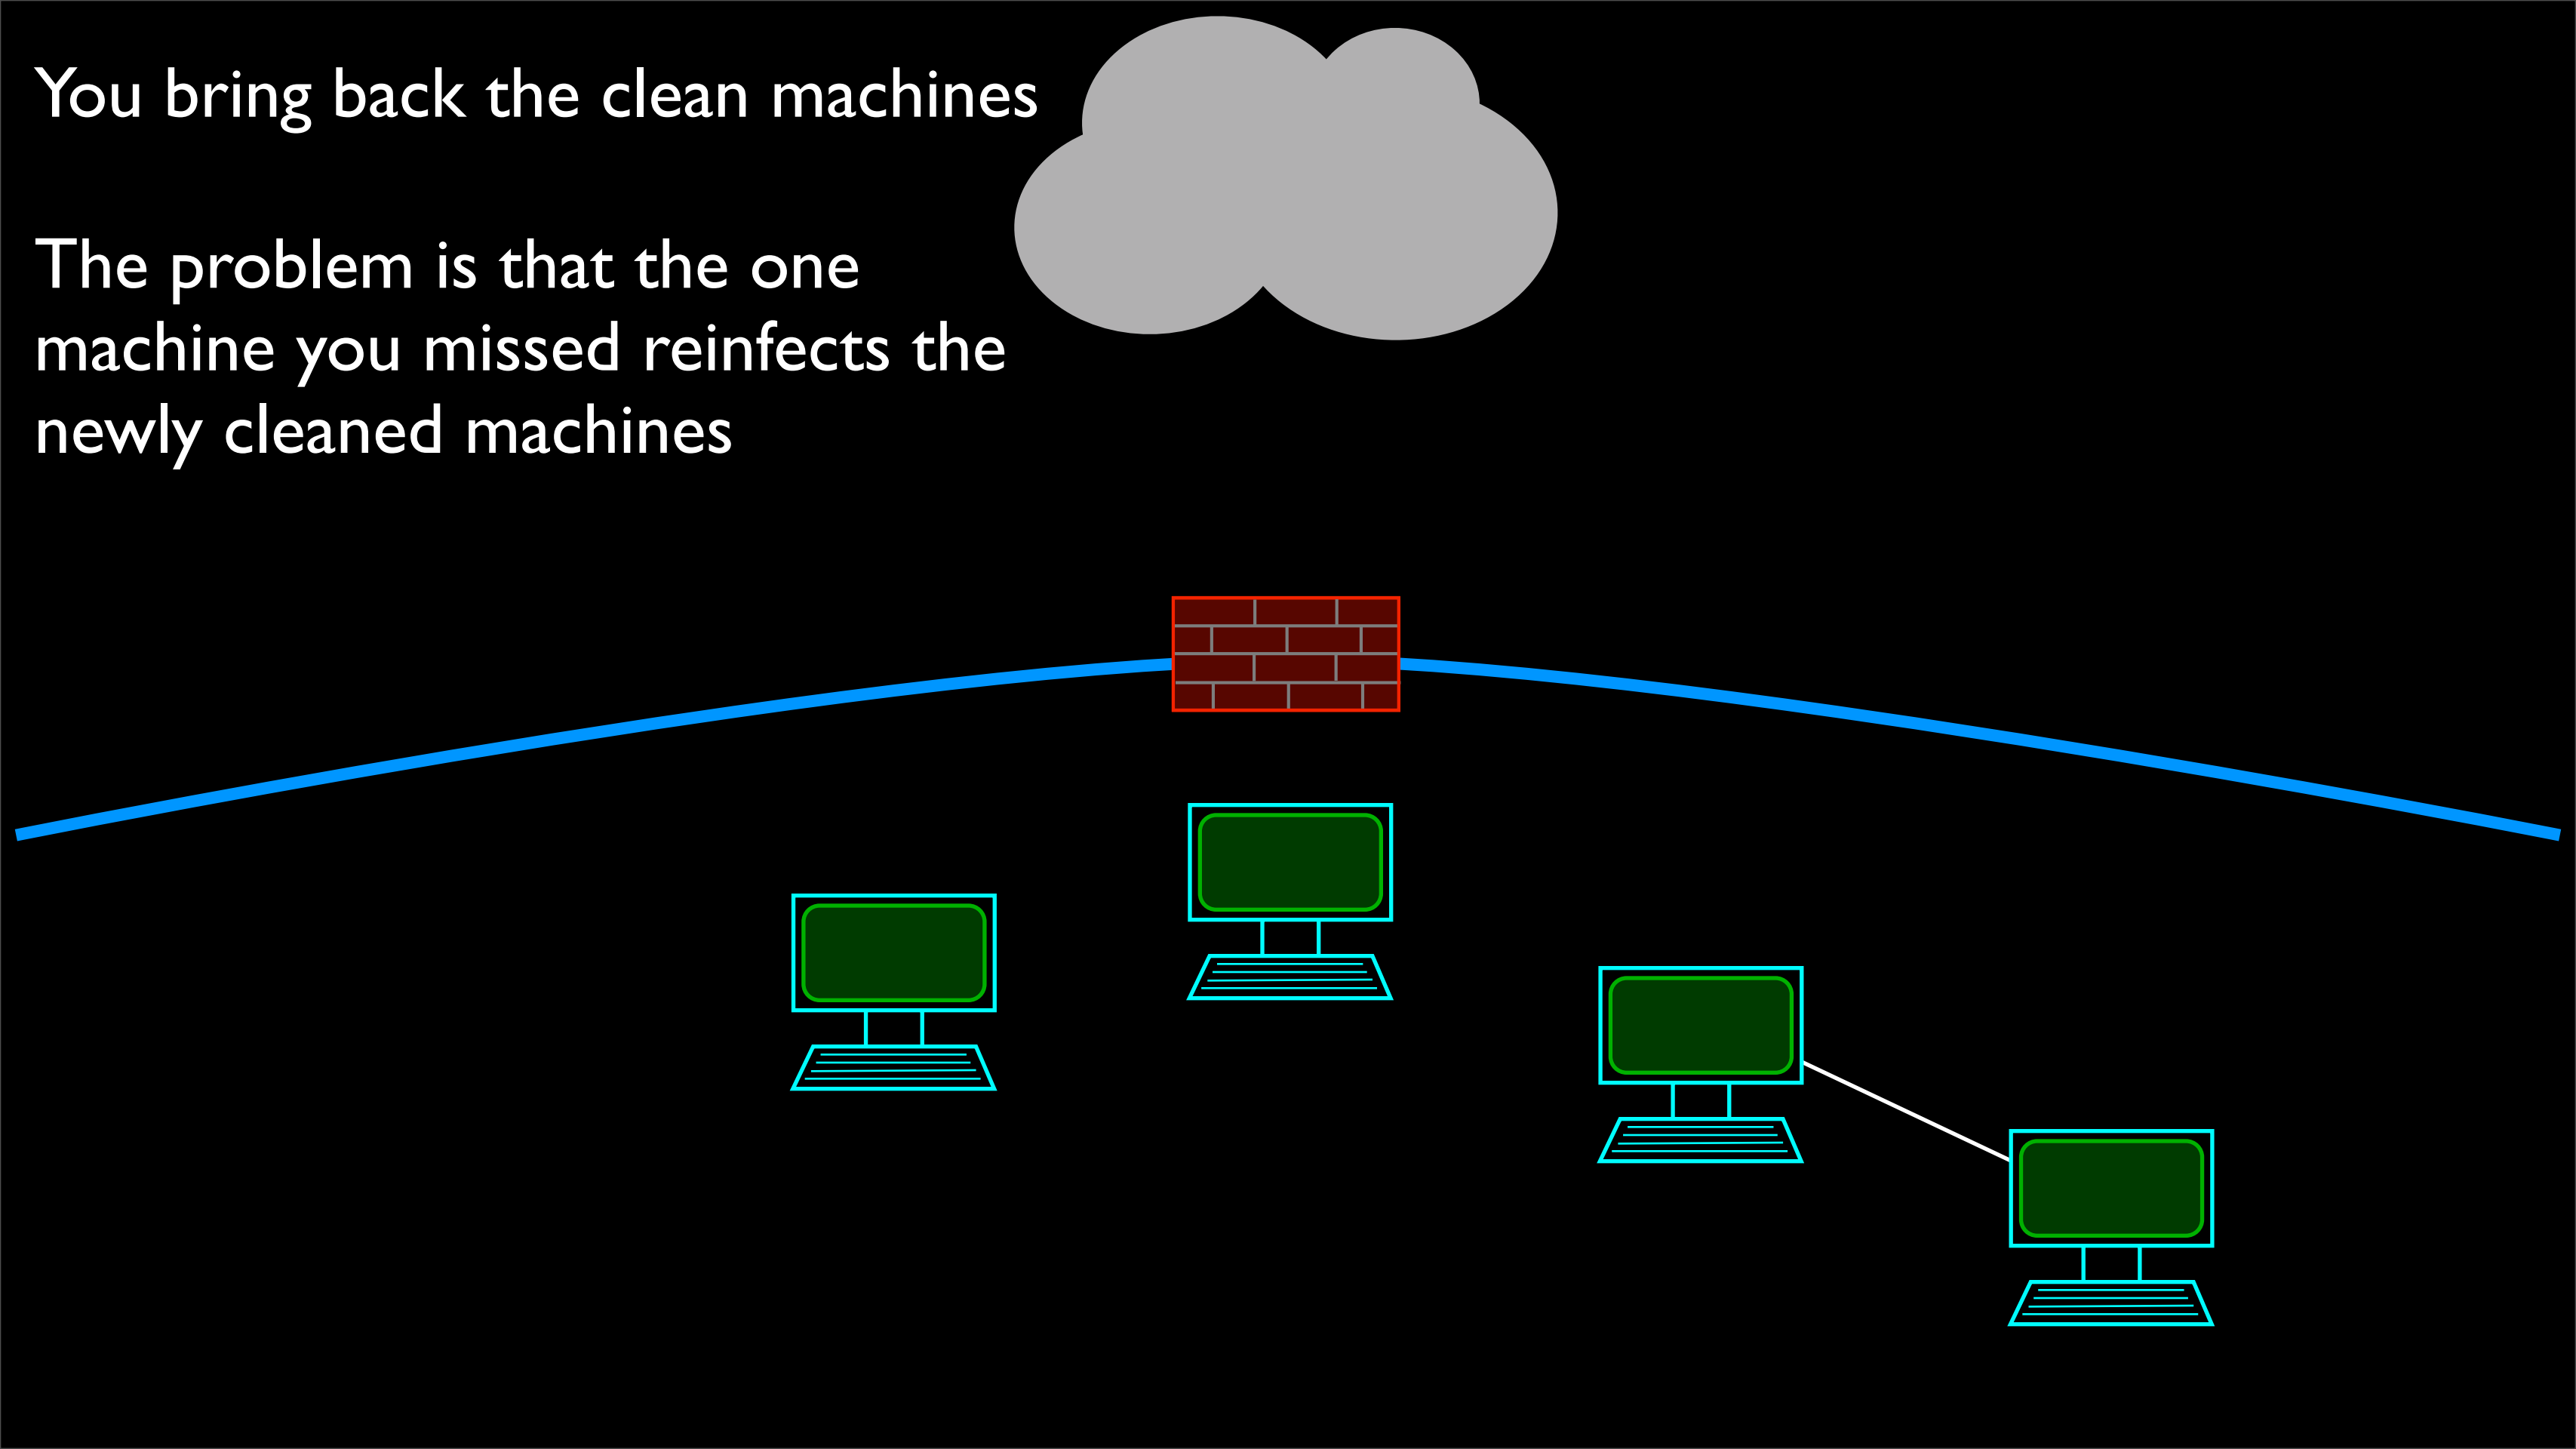 You bring back the clean machines
The problem is that the one
machine you missed reinfects the
newly cleaned machines